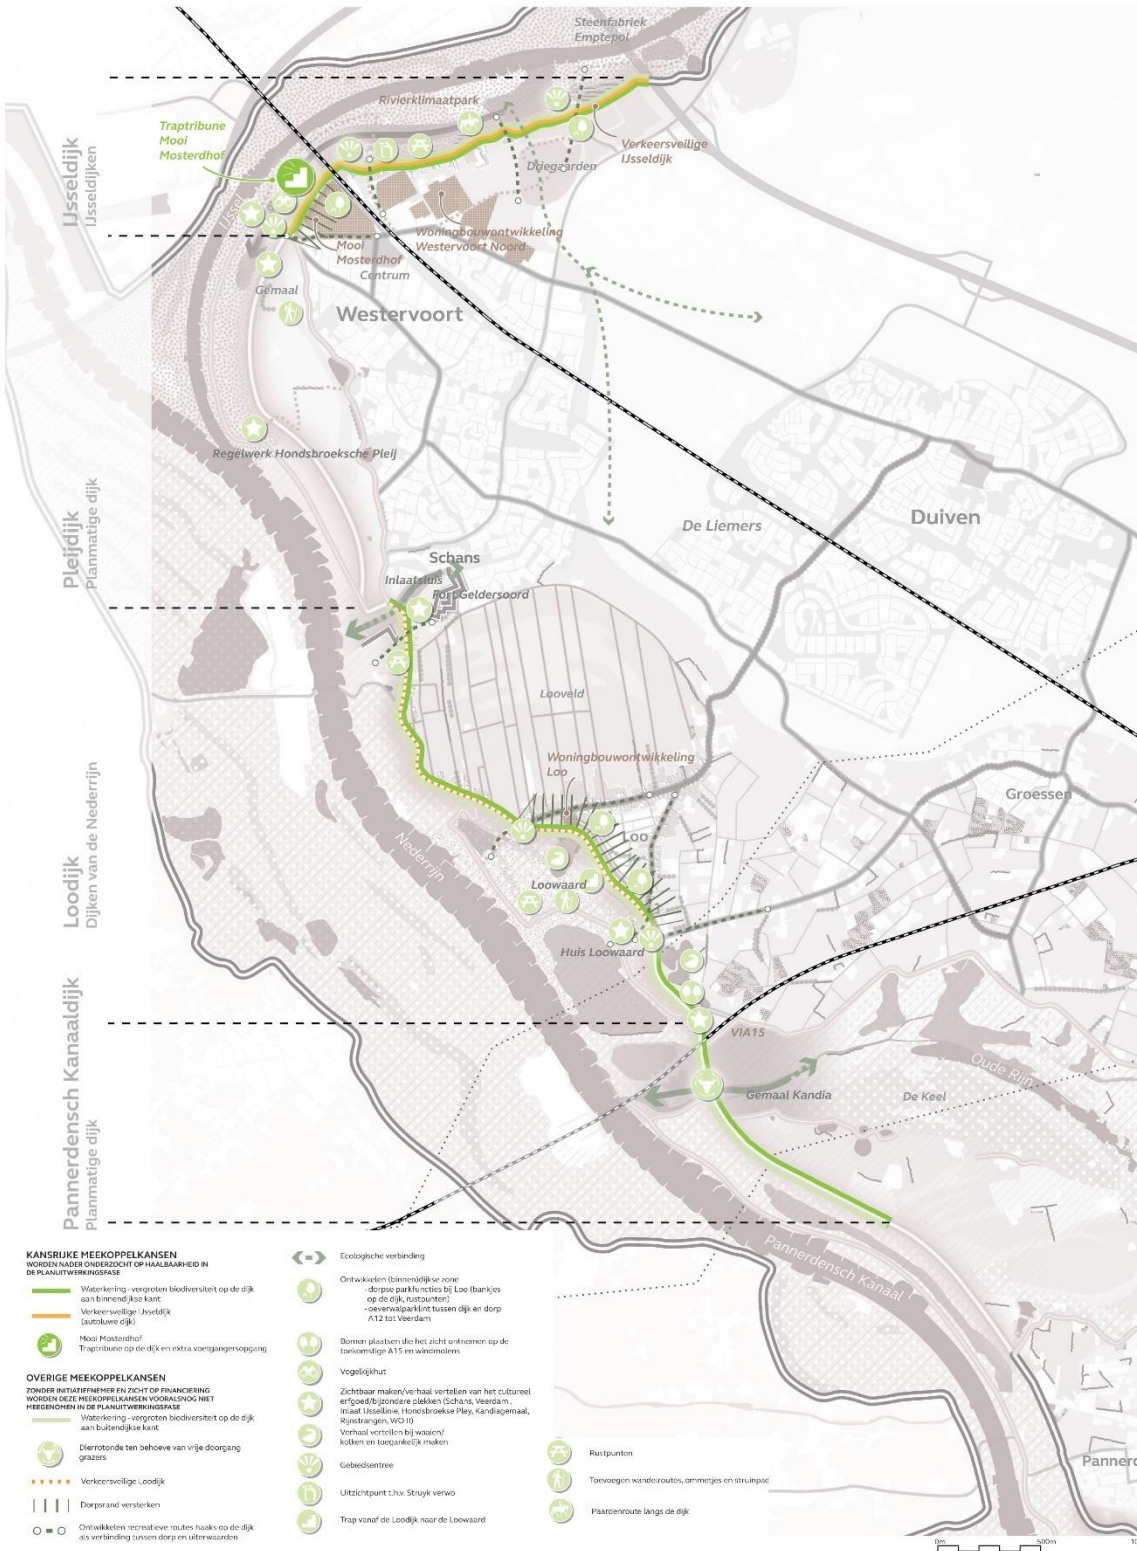 Steenfabriek
Emptepol
Rivierklimaatpark
Traptribune
Mooi
Mosterdhof
Verkeersveilige
IJsseldijk
Driegaarden
IJsseldijk
IJsseldijken
IJssel
Woningbouwontwikkeling
Westervoort Noord
Mooi
Mosterdhof
Centrum
Gemaal
Westervoort
Regelwerk Hondsbroeksche Pleij
Pleijdijk
Planmatige dijk
De Liemers
Duiven
Schans
Inlaatsluis
Fort Geldersoord
Looveld
Woningbouwontwikkeling
Loo
Groessen
LOO
Nederrijn
Loodijk
Dijken van de Nederrijn
Loowaard
Huis Loowaard
VIA15
Oude Rijn
Gemaal Kandia
De Keel
Pannerdensch Kanaaldijk
Planmatige dijk
Pannerdensch Kanaal
Pannerd
KANSRIJKE MEEKOPPELKANSEN
WORDEN NADER ONDERZOCHT OP HAALBAARHEID IN
DE PLANUITWERKINGSFASE
Waterkering - vergroten biodiversiteit op de dijk
aan binnendijkse kant
Verkeersveilige IJsseldijk
(autoluwe dijk)
Mooi Mosterdhof
Traptribune op de dijk en extra voetgangersopgang
OVERIGE MEEKOPPELKANSEN
ZONDER INITIATIEFNEMER EN ZICHT OP FINANCIERING
WORDEN DEZE MEEKOPPELKANSEN VOORALSNOG NIET
MEEGENOMEN IN DE PLANUITWERKINGSFASE
Waterkering - vergroten biodiversiteit op de dijk
aan buitendijkse kant
Dierrotonde ten behoeve van vrije doorgang
grazers
Verkeersveilige Loodijk
Dorpsrand versterken
Ontwikkelen recreatieve routes haaks op de dijk
als verbinding tussen dorp en uiterwaarden
Ecologische verbinding
Ontwikkelen (binnen)dijkse zone
- dorpse parkfuncties bij Loo (bankjes
op de dijk, rustpunten)
- oeverwalparklint tussen dijk en dorp
A12 tot Veerdam
Bomen plaatsen die het zicht ontnemen op de
toekomstige A15 en windmolens
Vogelkijkhut
Zichtbaar maken/verhaal vertellen van het cultureel
erfgoed/bijzondere plekken (Schans, Veerdam,
Inlaat IJssellinie, Hondsbroekse Pley, Kandiagemaal,
Rijnstrangen, WO II)
Verhaal vertellen bij waaien/
kolken en toegankelijk maken
Gebiedsentree
Uitzichtpunt t.h.v. Struyk verwo
Trap vanaf de Loodijk naar de Loowaard
Rustpunten
Toevoegen wandelroutes, ommetjes en struinpad
Paardenroute langs de dijk
0m 500m 10